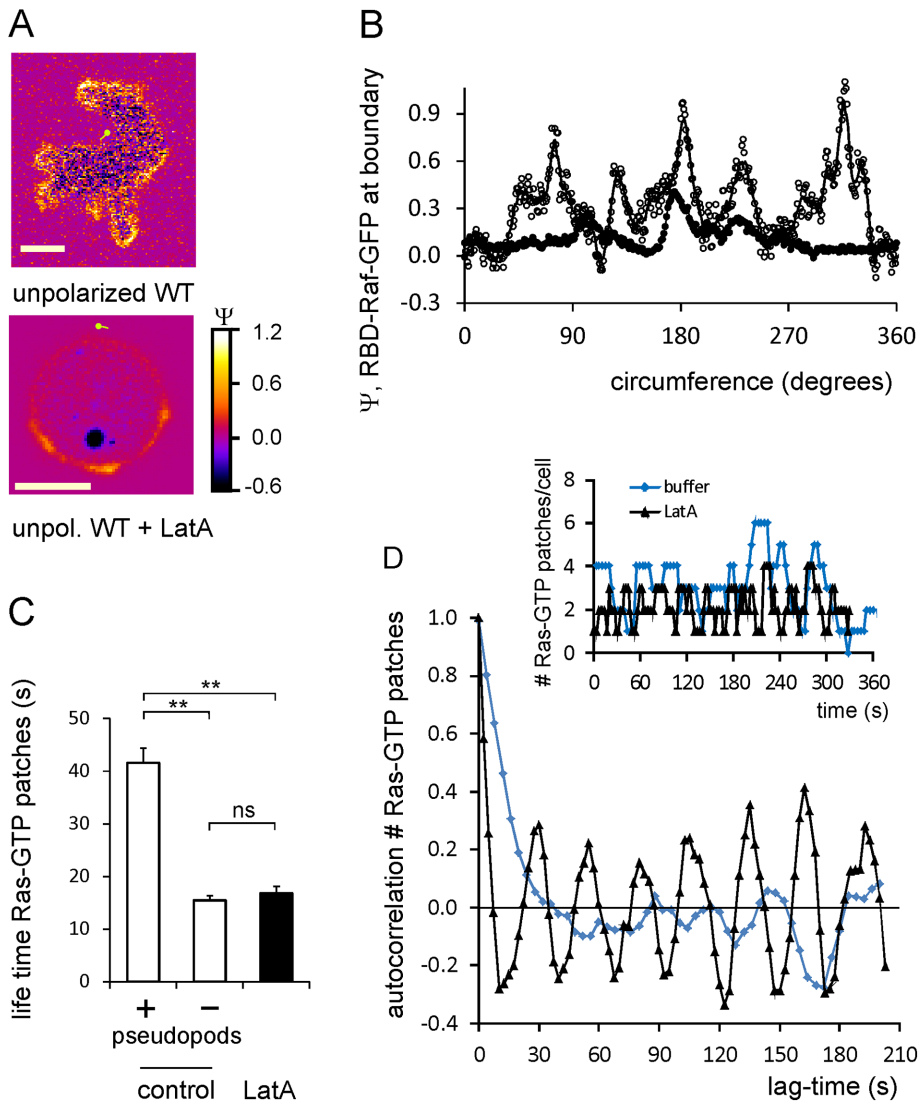 A
unpolarized WT
Ψ
1.2
0.6
0.0
-0.6
unpol. WT + LatA
B
Ψ, RBD-Raf-GFP at boundary
0.9
0.6
0.3
0.0
-0.3
0 90 180 270 360
circumference (degrees)
C
life time Ras-GTP patches (s)
50
40
30
20
10
0
**
**
ns
+ −
pseudopods
control LatA
D
# Ras-GTP patches/cell
8
6
4
2
0
buffer
LatA
0 60 120 180 240 300 360
time (s)
autocorrelation # Ras-GTP patches
1.0
0.8
0.6
0.4
0.2
0.0
-0.2
-0.4
0 30 60 90 120 150 180 210
lag-time (s)